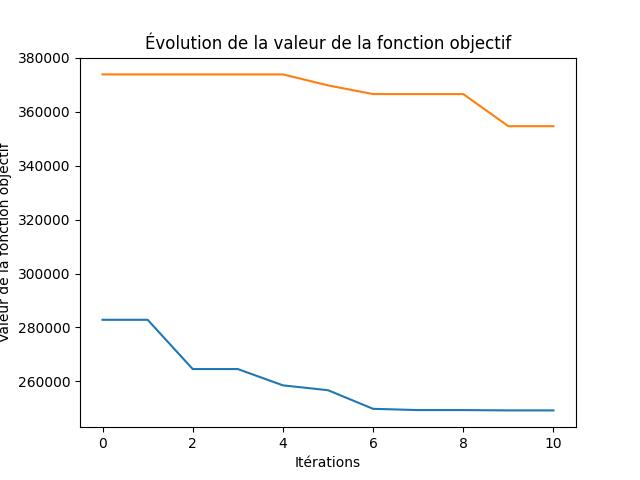 Évolution de la valeur de la fonction objectif
380000
360000
340000
320000
300000
280000
260000
Valeur de la fonction objectif
0 2 4 6 8 10
Itérations